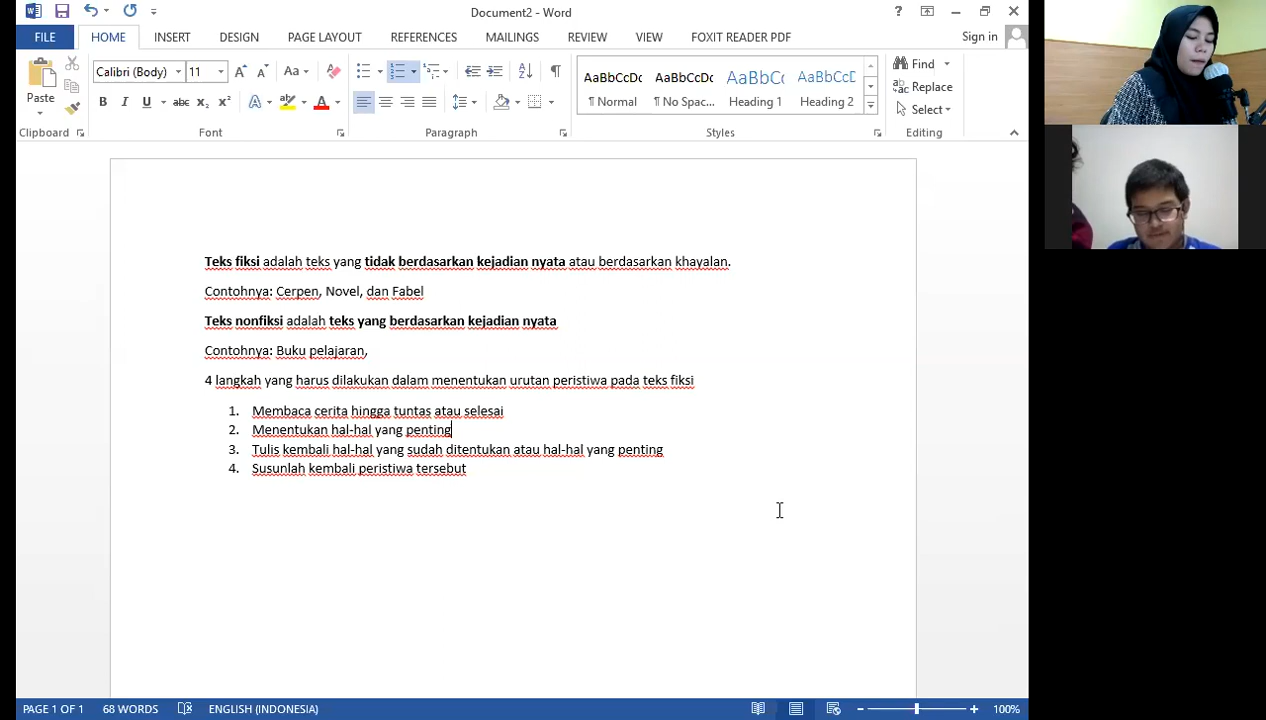 Document2 - Word
Sign in
FILE HOME INSERT DESIGN PAGE LAYOUT REFERENCES MAILINGS REVIEW VIEW FOXIT READER PDF
Calibri (Body) 11
Paste
AaBbCcDc AaBbCcDc AaBbC AaBbCcD
¶ Normal ¶ No Spac... Heading 1 Heading 2
Find
Replace
Select
Clipboard Font Paragraph Styles Editing
Teks fiksi adalah teks yang tidak berdasarkan kejadian nyata atau berdasarkan khayalan.
Contohnya: Cerpen, Novel, dan Fabel
Teks nonfiksi adalah teks yang berdasarkan kejadian nyata
Contohnya: Buku pelajaran,
4 langkah yang harus dilakukan dalam menentukan urutan peristiwa pada teks fiksi
1. Membaca cerita hingga tuntas atau selesai
2. Menentukan hal-hal yang penting
3. Tulis kembali hal-hal yang sudah ditentukan atau hal-hal yang penting
4. Susunlah kembali peristiwa tersebut
PAGE 1 OF 1 68 WORDS ENGLISH (INDONESIA) 100%